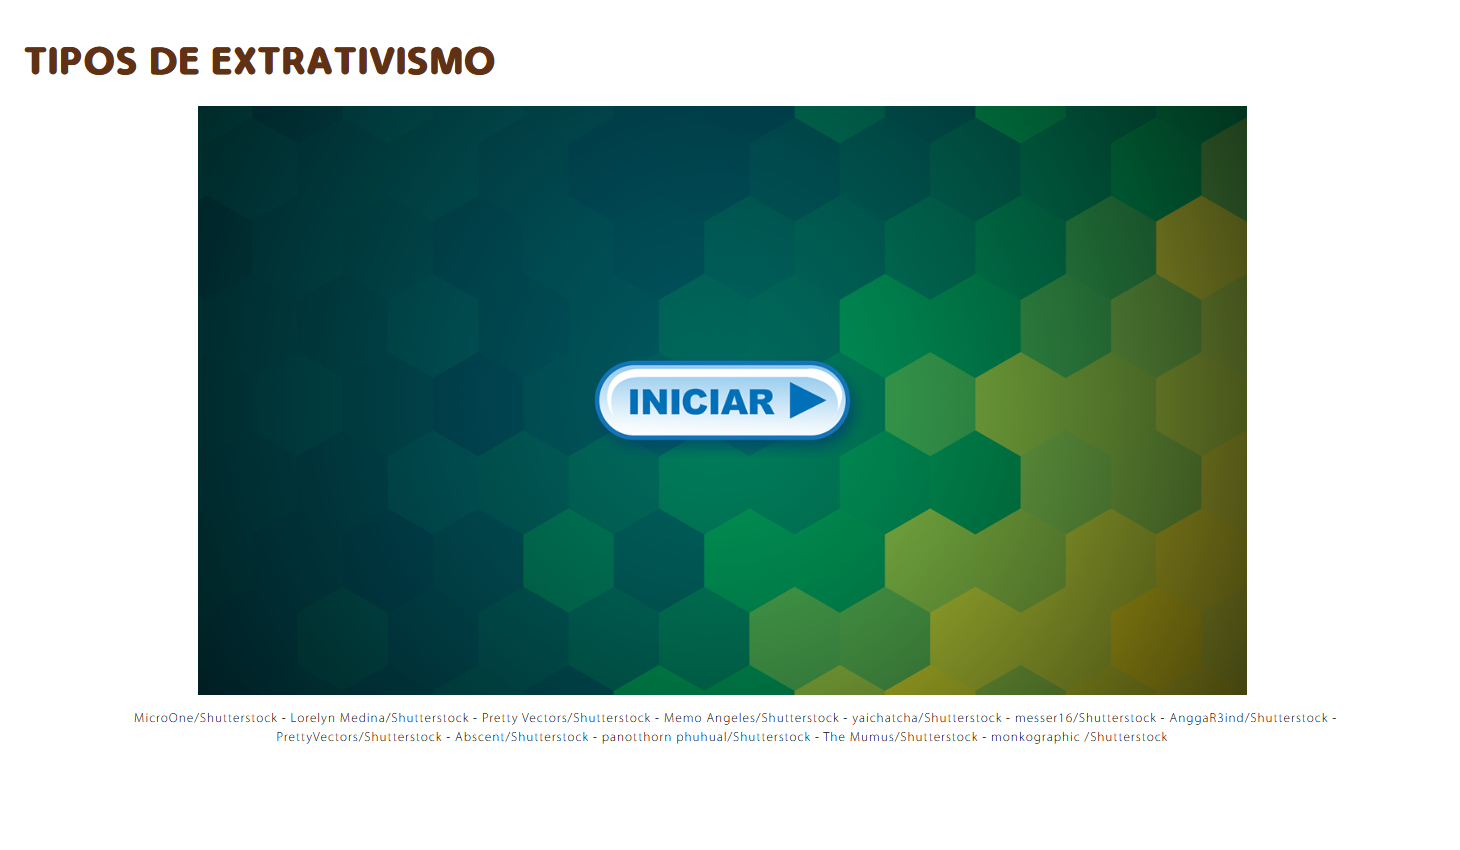 TIPOS DE EXTRATIVISMO
INICIAR
MicroOne/Shutterstock - Lorelyn Medina/Shutterstock - Pretty Vectors/Shutterstock - Memo Angeles/Shutterstock - yaichatcha/Shutterstock - messer16/Shutterstock - AnggaR3ind/Shutterstock -
PrettyVectors/Shutterstock - Abscent/Shutterstock - panotthorn phuhual/Shutterstock - The Mumus/Shutterstock - monkographic /Shutterstock